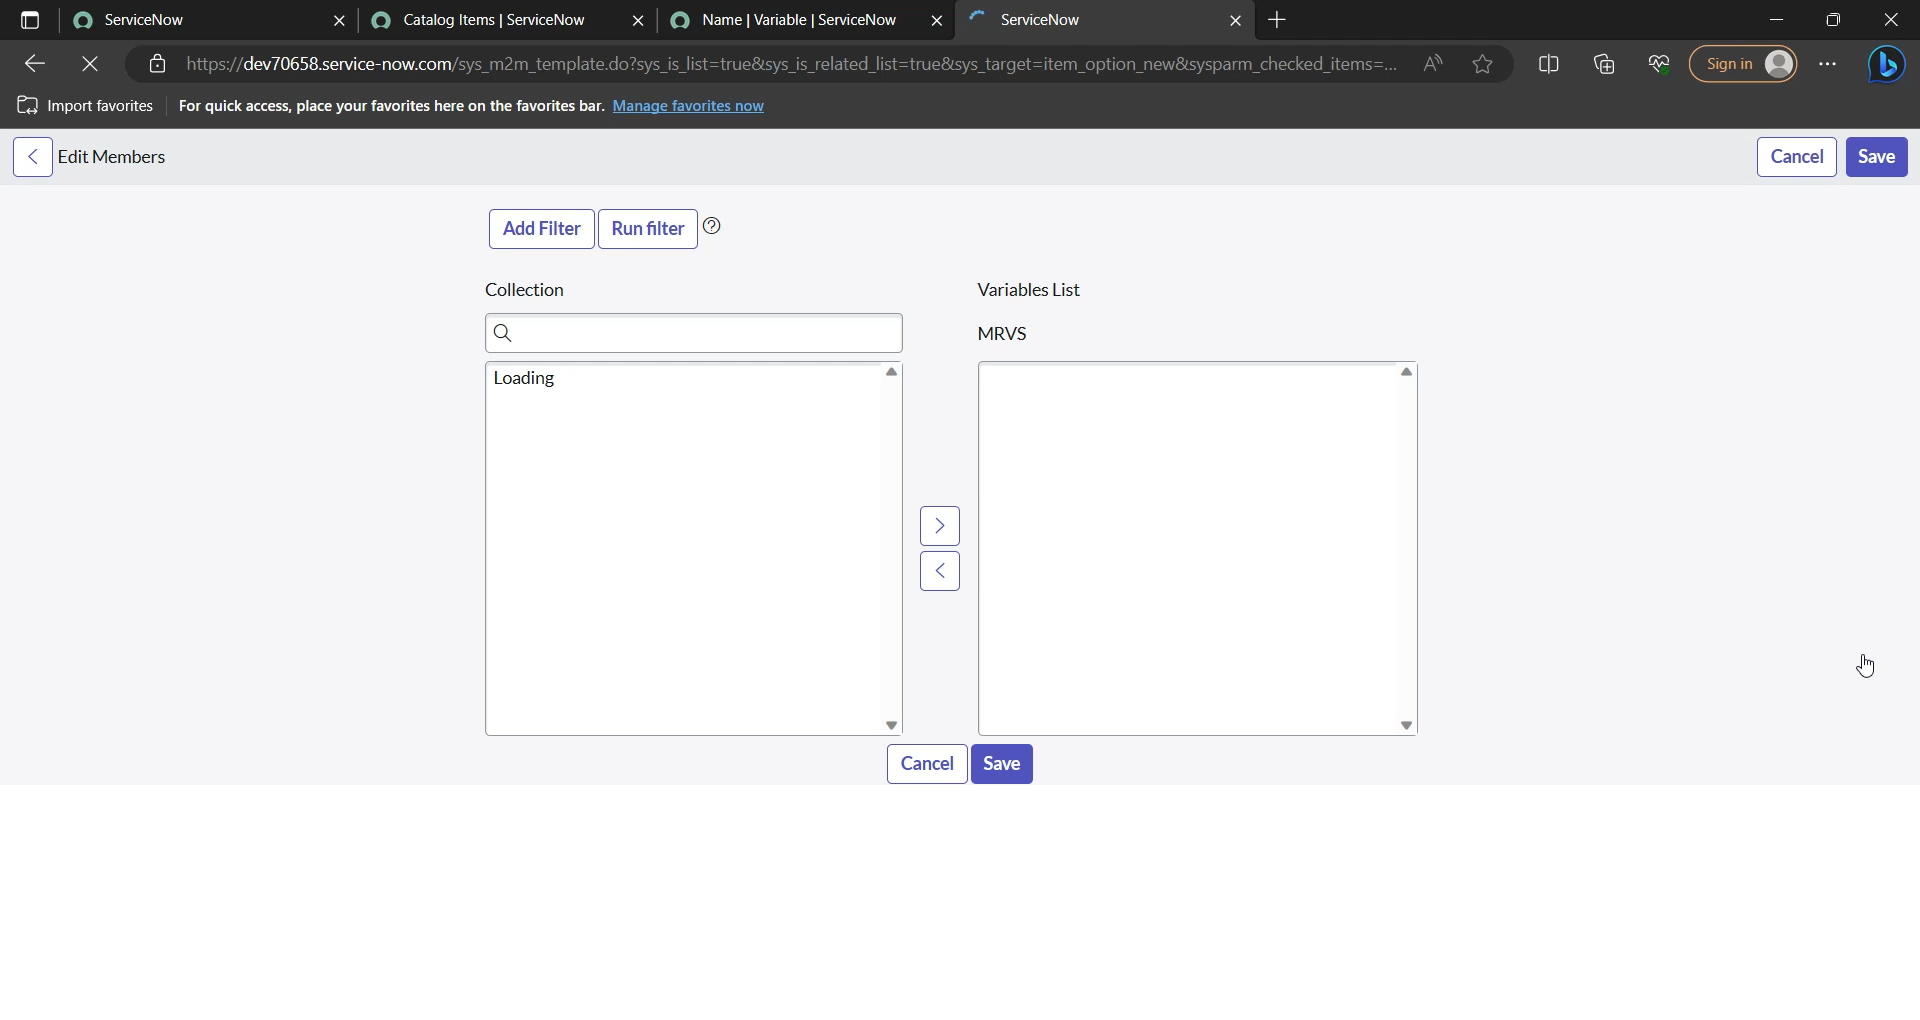 ServiceNow
Catalog Items | ServiceNow
Name | Variable | ServiceNow
ServiceNow
https://dev70658.service-now.com/sys_m2m_template.do?sys_is_list=true&sys_is_related_list=true&sys_target=item_option_new&sysparm_checked_items=...
Sign in
Import favorites
For quick access, place your favorites here on the favorites bar. Manage favorites now
Edit Members
Cancel
Save
Add Filter
Run filter
Collection
Variables List
MRVS
Loading
Cancel
Save